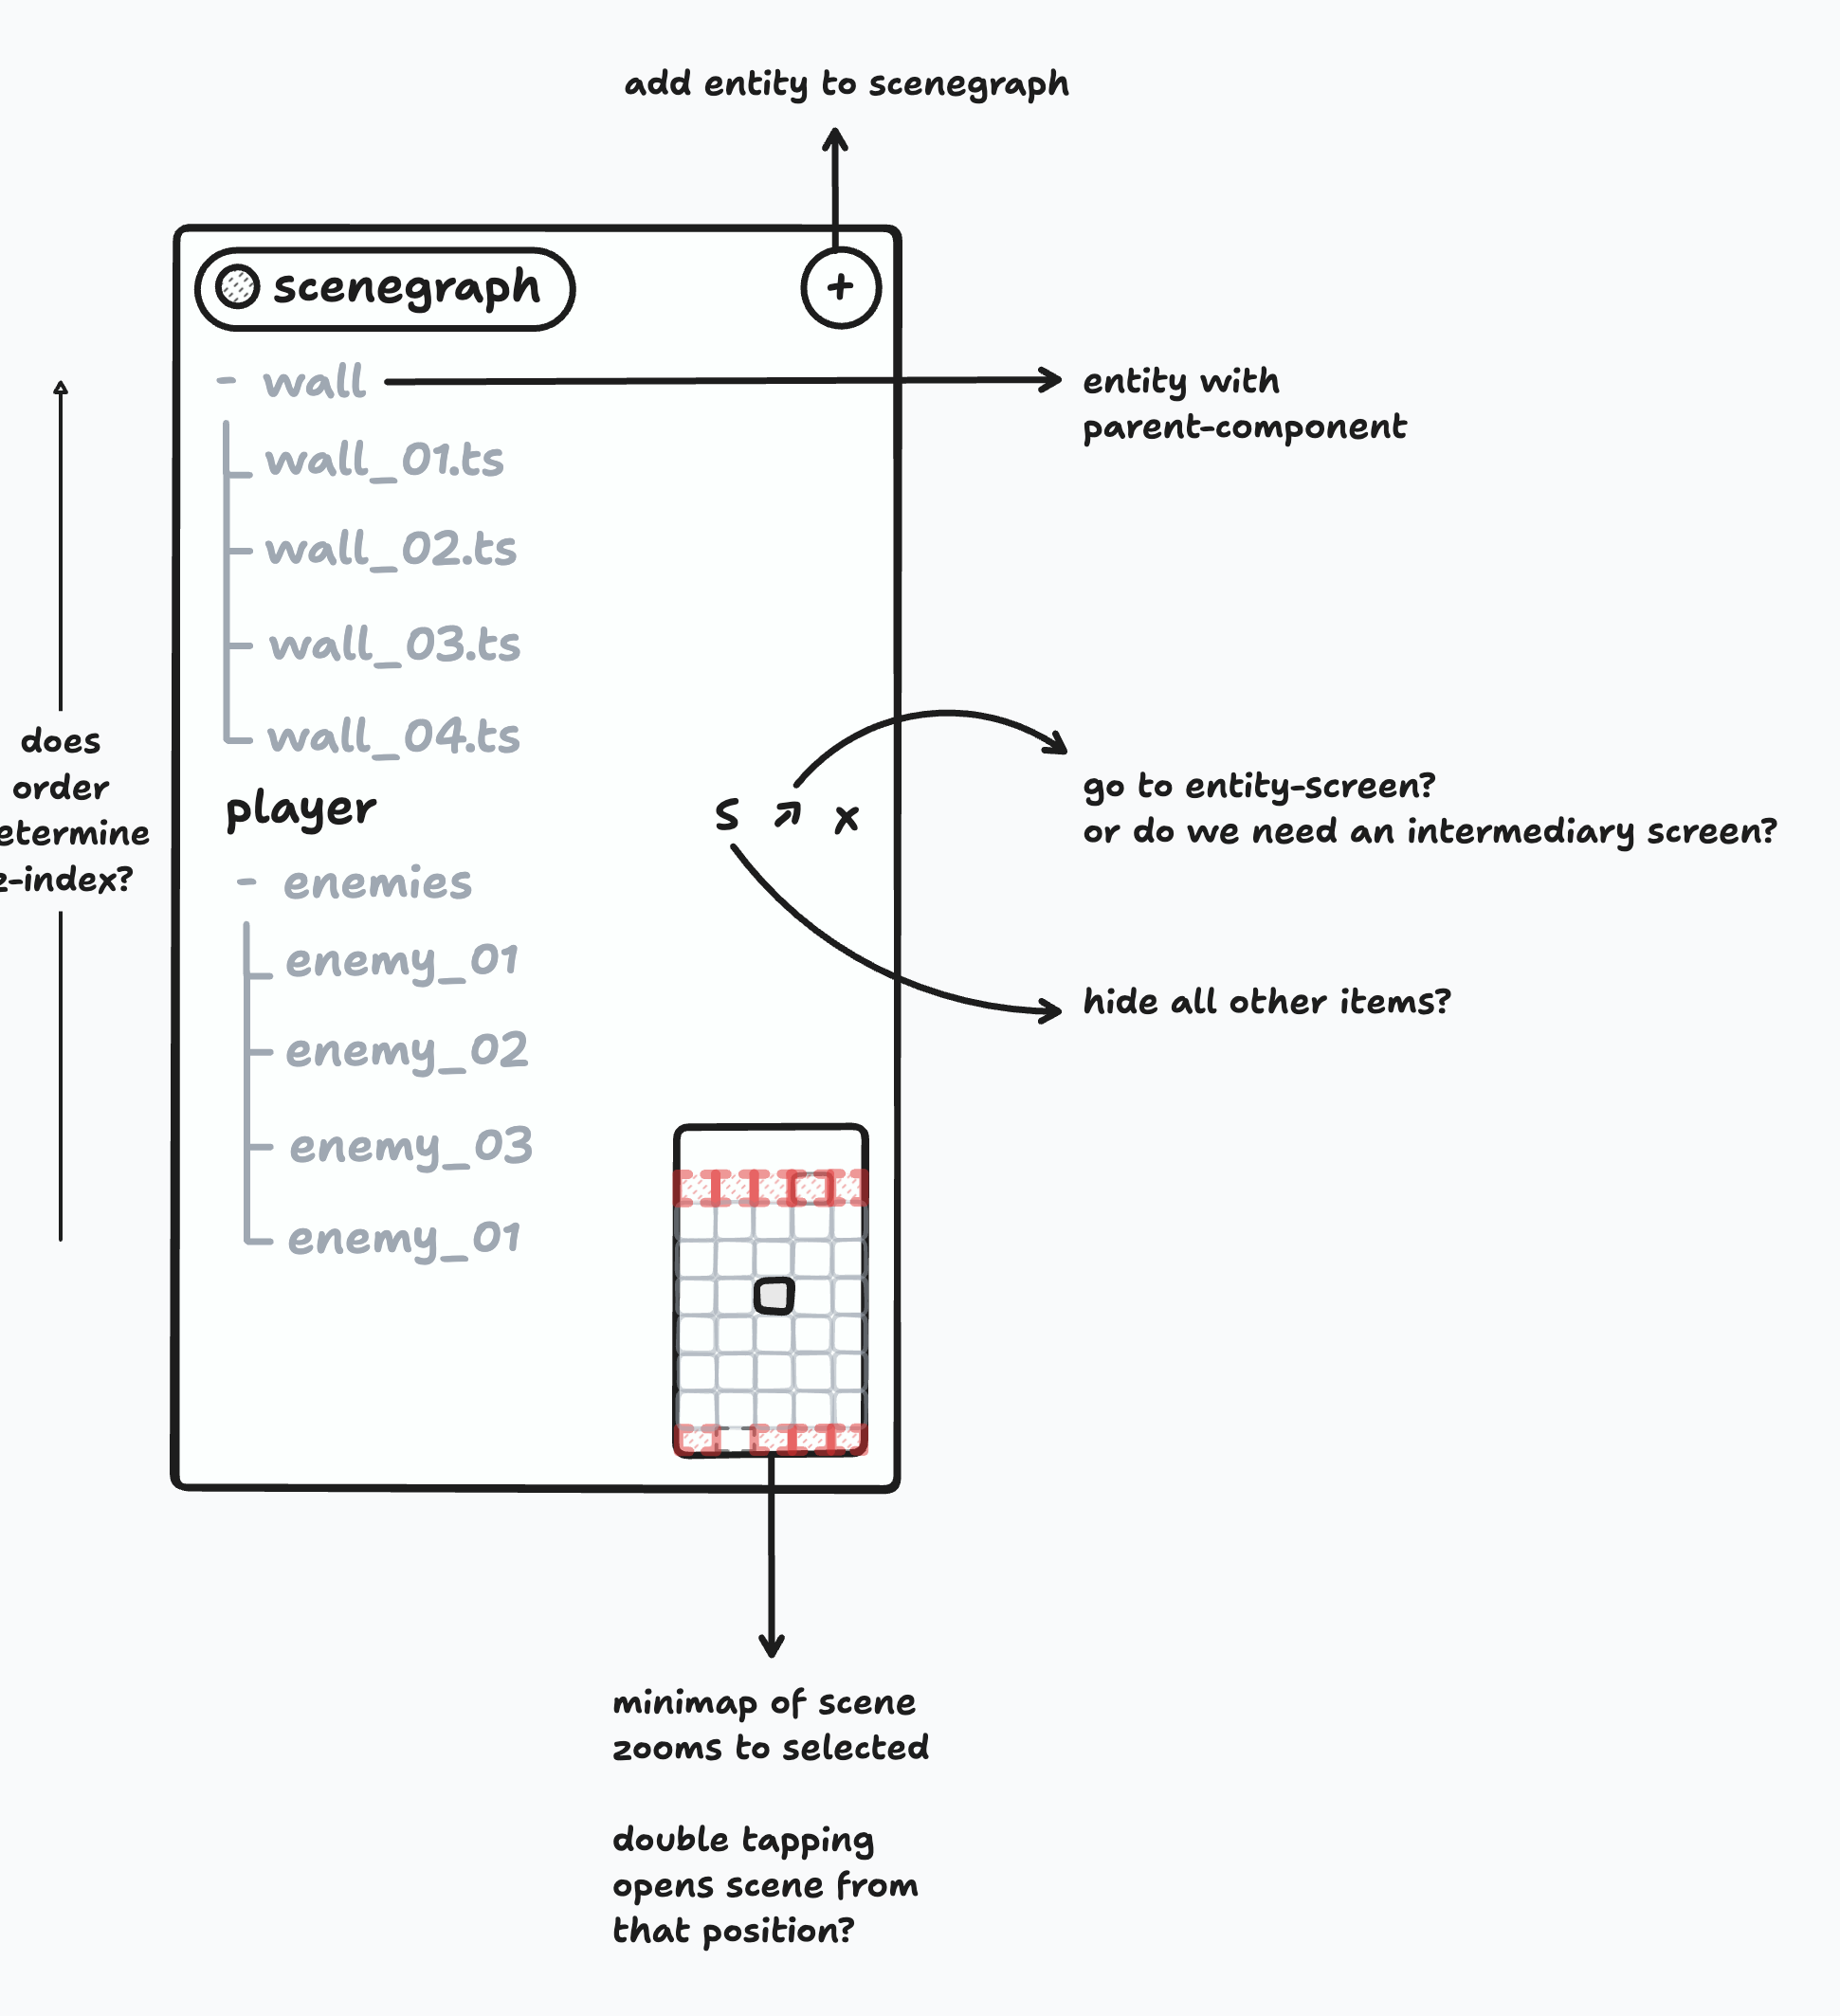 add entity to scenegraph
scenegraph
+
- wall
entity with
parent-component
wall_01.ts
wall_02.ts
wall_03.ts
wall_04.ts
does
order
etermine
z-index?
player
s x
go to entity-screen?
or do we need an intermediary screen?
- enemies
enemy_01
enemy_02
enemy_03
enemy_01
hide all other items?
minimap of scene
zooms to selected
double tapping
opens scene from
that position?